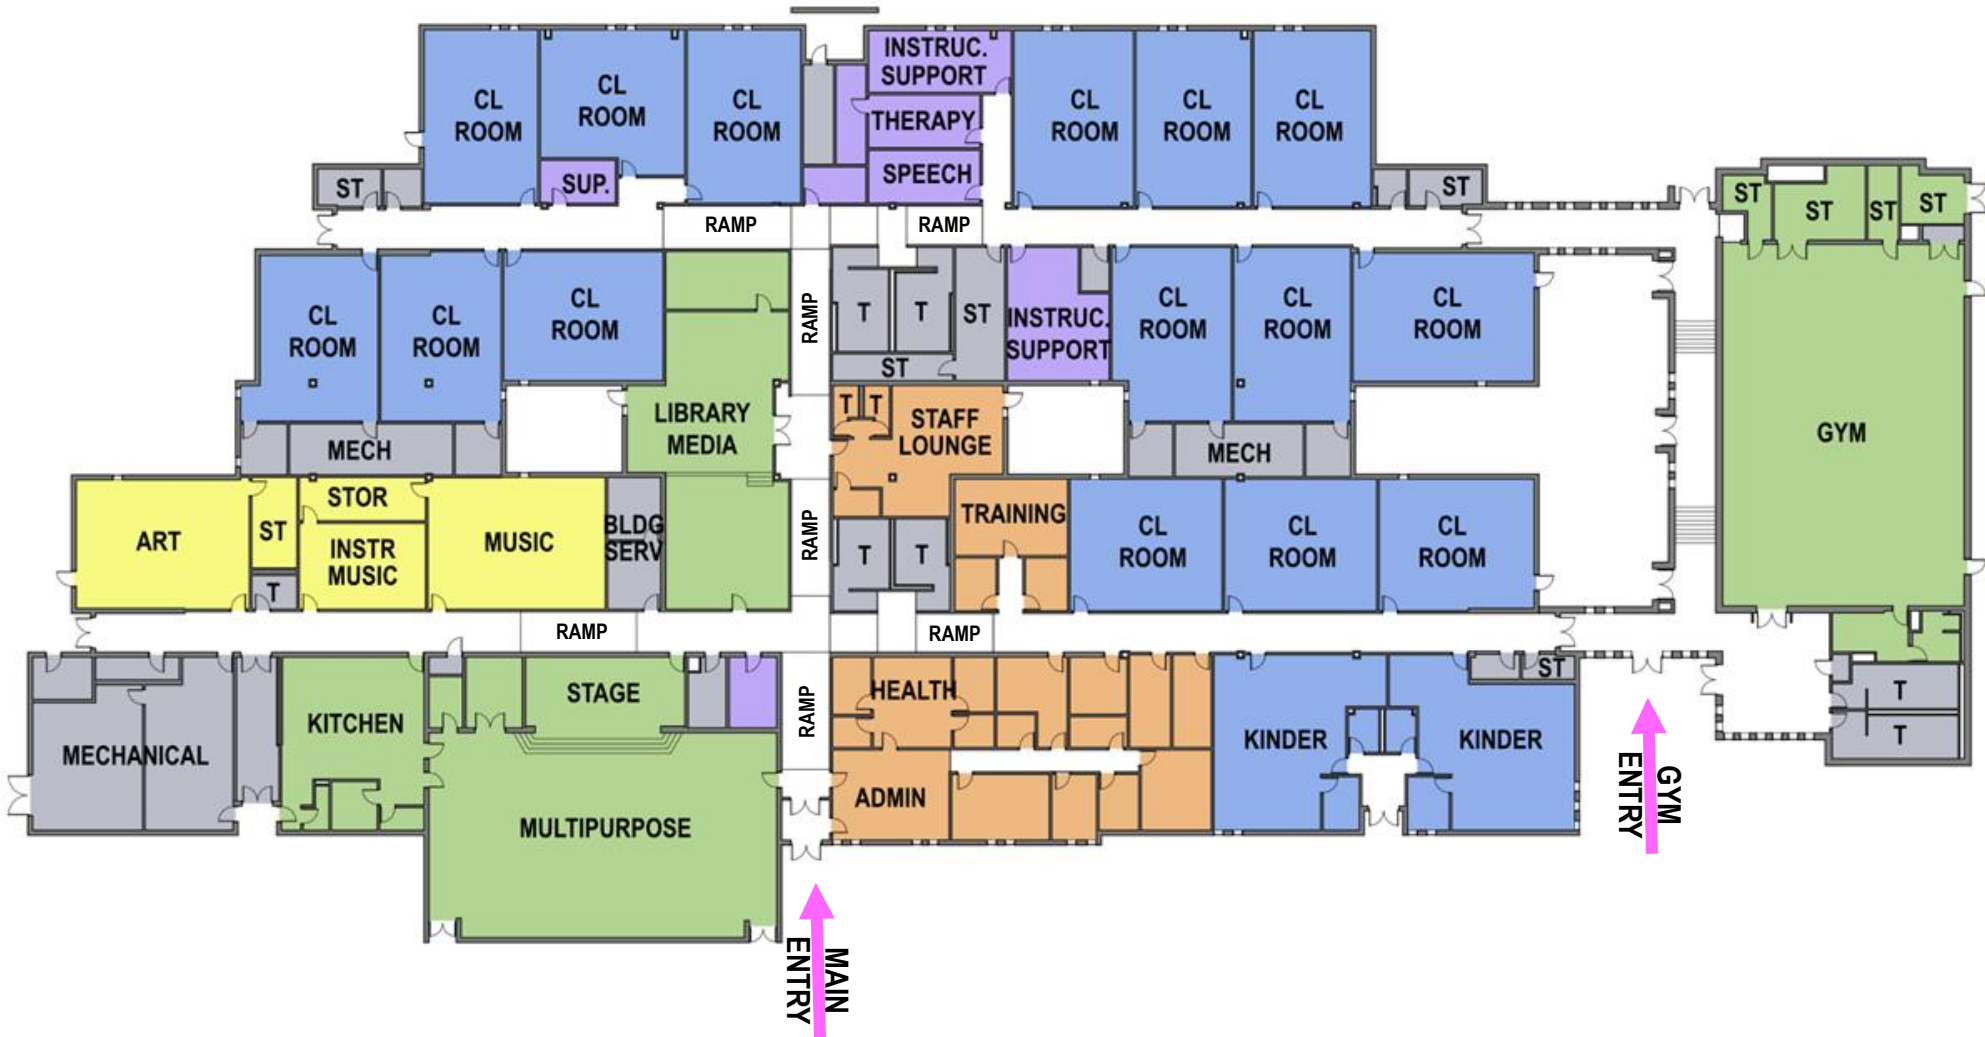 CL
ROOM
CL
ROOM
CL
ROOM
INSTRUC.
SUPPORT
THERAPY
SPEECH
CL
ROOM
CL
ROOM
CL
ROOM
ST
SUP.
ST
RAMP
RAMP
ST
ST
ST
ST
CL
ROOM
CL
ROOM
CL
ROOM
RAMP
T
T
ST
ST
INSTRUC.
SUPPORT
CL
ROOM
CL
ROOM
CL
ROOM
GYM
MECH
LIBRARY
MEDIA
T
T
STAFF
LOUNGE
MECH
ART
ST
T
STOR
INSTR
MUSIC
MUSIC
BLDG
SERV
RAMP
T
T
TRAINING
CL
ROOM
CL
ROOM
CL
ROOM
RAMP
RAMP
MECHANICAL
KITCHEN
STAGE
MULTIPURPOSE
RAMP
HEALTH
ADMIN
KINDER
KINDER
ST
T
T
GYM
ENTRY
MAIN
ENTRY